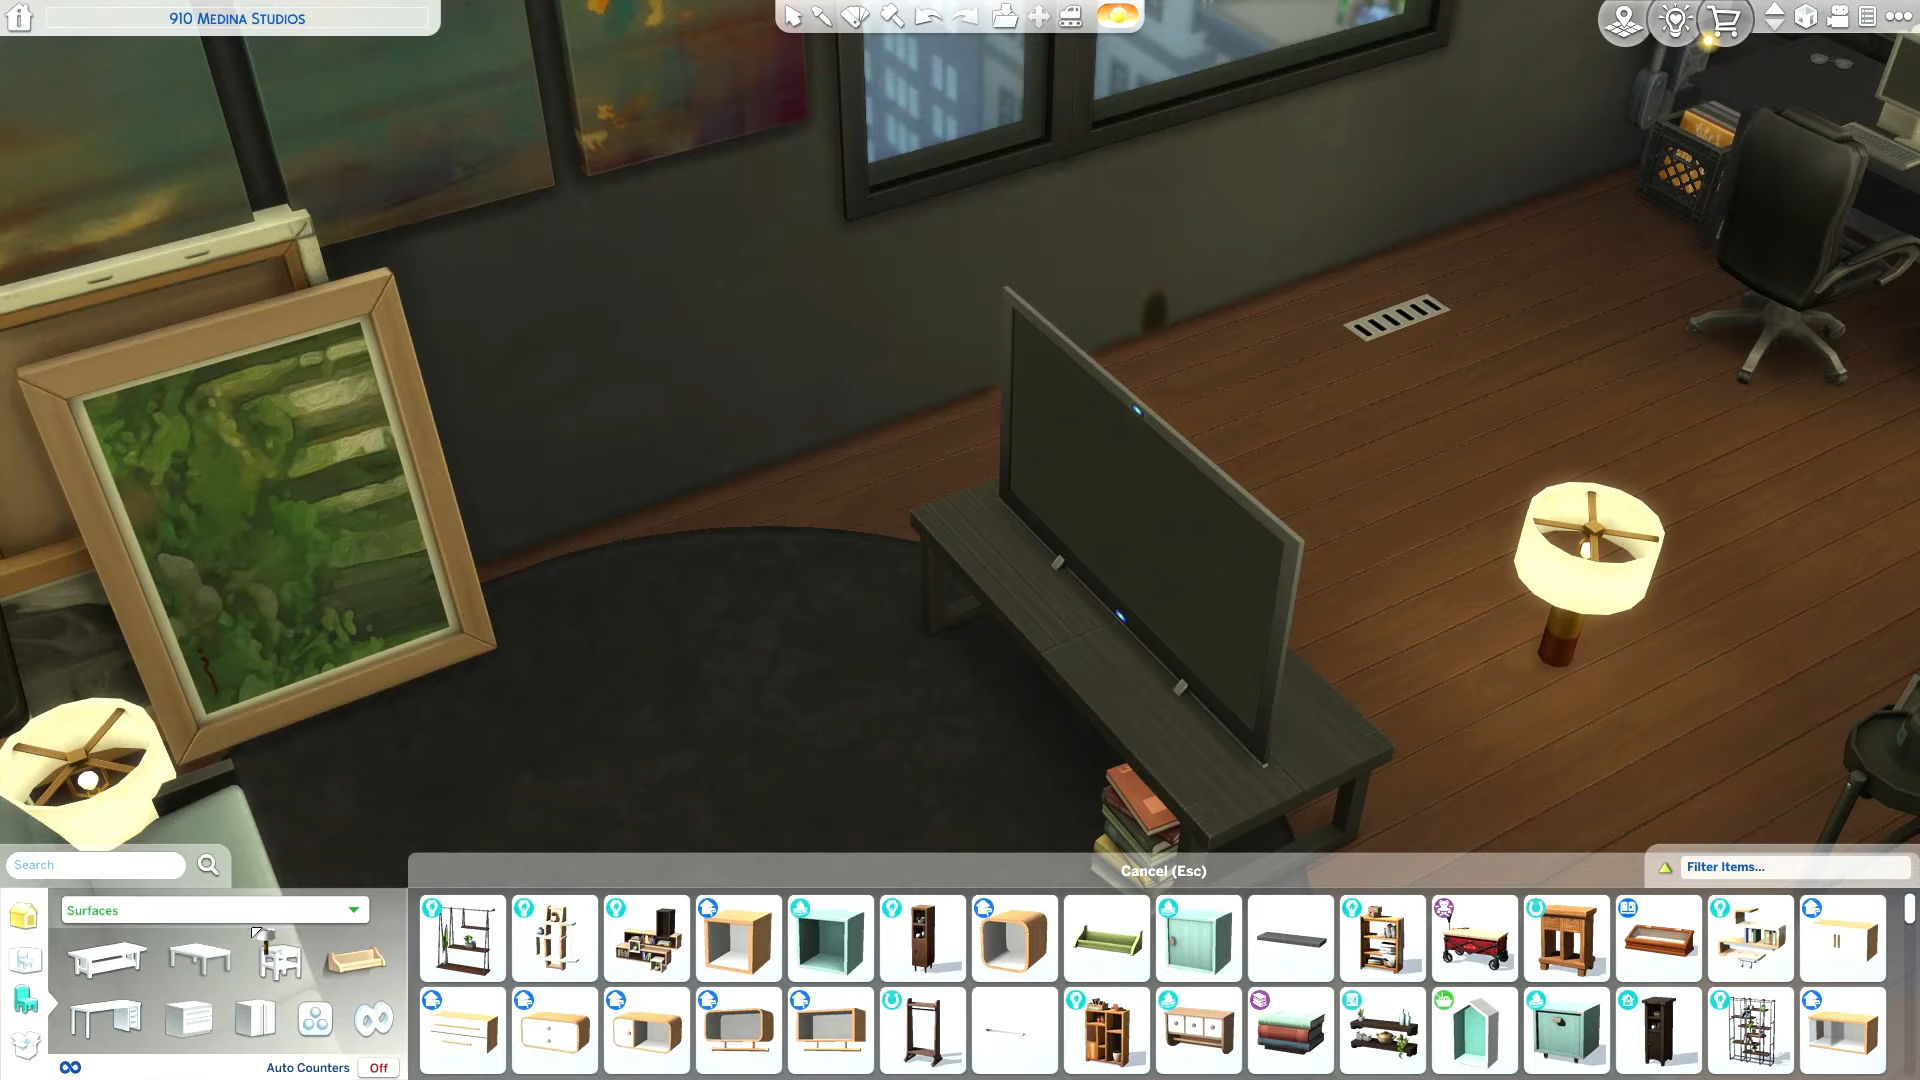 910 Medina Studios
Search
Cancel (Esc)
Filter Items...
Surfaces
Auto Counters
Off